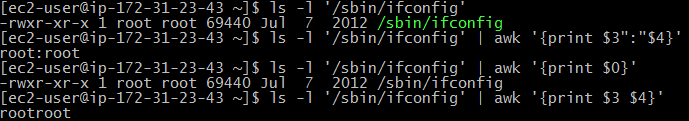 [ec2-user@ip-172-31-23-43 ~]$ ls -l '/sbin/ifconfig'
-rwxr-xr-x 1 root root 69440 Jul  7  2012 /sbin/ifconfig
[ec2-user@ip-172-31-23-43 ~]$ ls -l '/sbin/ifconfig' | awk '{print $3":"$4}'
root:root
[ec2-user@ip-172-31-23-43 ~]$ ls -l '/sbin/ifconfig' | awk '{print $0}'
-rwxr-xr-x 1 root root 69440 Jul  7  2012 /sbin/ifconfig
[ec2-user@ip-172-31-23-43 ~]$ ls -l '/sbin/ifconfig' | awk '{print $3 $4}'
rootroot